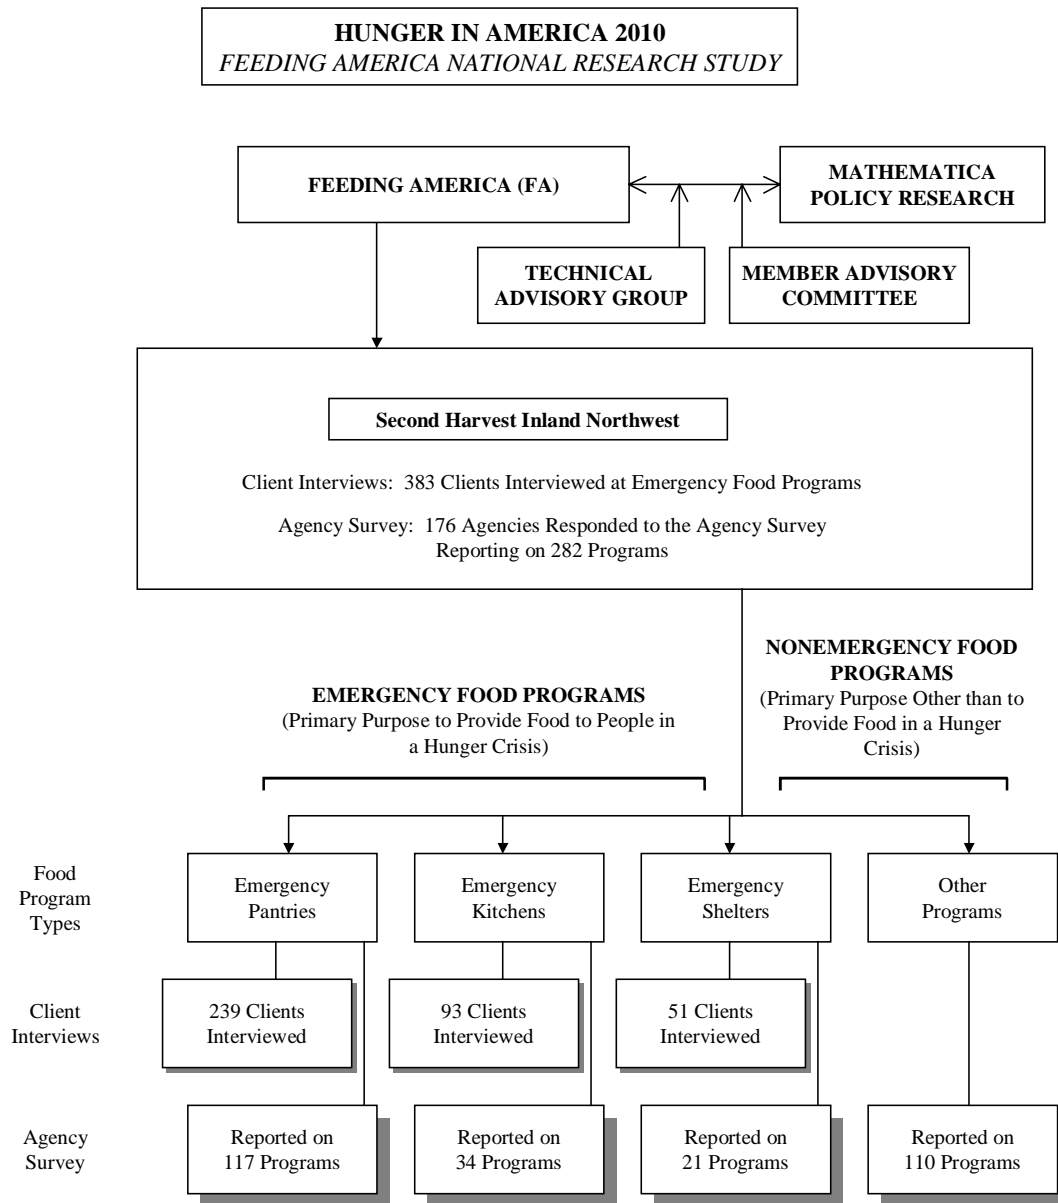 HUNGER IN AMERICA 2010
FEEDING AMERICA NATIONAL RESEARCH STUDY
FEEDING AMERICA (FA)
MATHEMATICA
POLICY RESEARCH
TECHNICAL
ADVISORY GROUP
MEMBER ADVISORY
COMMITTEE
Second Harvest Inland Northwest
Client Interviews: 383 Clients Interviewed at Emergency Food Programs
Agency Survey: 176 Agencies Responded to the Agency Survey
Reporting on 282 Programs
EMERGENCY FOOD PROGRAMS
(Primary Purpose to Provide Food to People in
a Hunger Crisis)
NONEMERGENCY FOOD
PROGRAMS
(Primary Purpose Other than to
Provide Food in a Hunger
Crisis)
Food
Program
Types
Emergency
Pantries
Emergency
Kitchens
Emergency
Shelters
Other
Programs
Client
Interviews
239 Clients
Interviewed
93 Clients
Interviewed
51 Clients
Interviewed
Agency
Survey
Reported on
117 Programs
Reported on
34 Programs
Reported on
21 Programs
Reported on
110 Programs